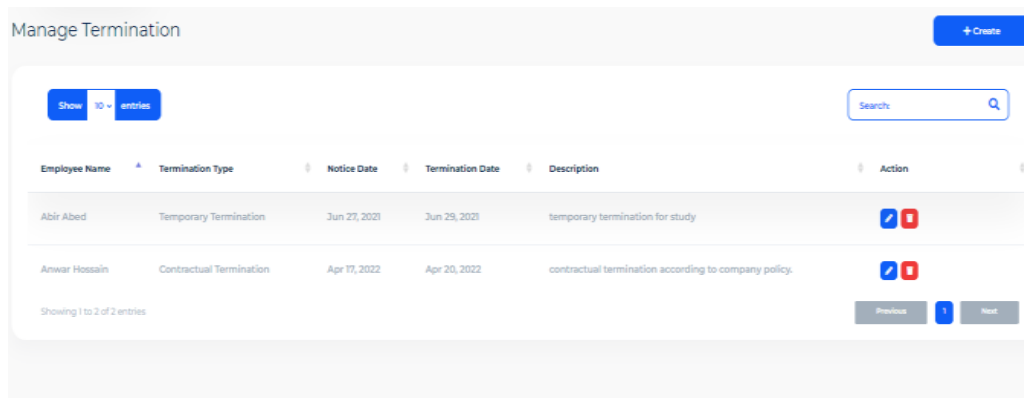 Manage Termination
+ Create
Show 10 entries
Search:
Employee Name Termination Type Notice Date Termination Date Description Action
Abir Abed Temporary Termination Jun 27, 2021 Jun 29, 2021 temporary termination for study
Anwar Hossain Contractual Termination Apr 17, 2022 Apr 20, 2022 contractual termination according to company policy.
Showing 1 to 2 of 2 entries
Previous 1 Next